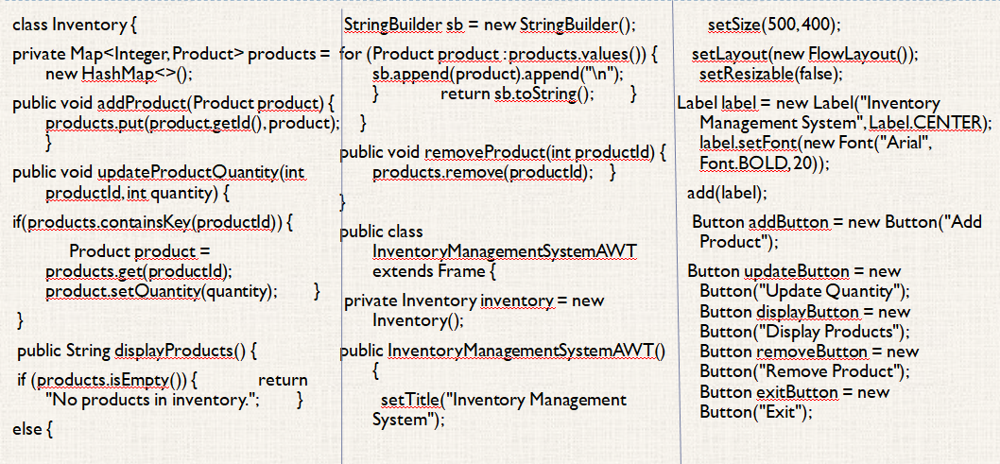 class Inventory {
private Map<Integer, Product> products =
new HashMap<>();
public void addProduct(Product product) {
products.put(product.getId(), product);
}
public void updateProductQuantity(int
productId, int quantity) {
if(products.containsKey(productId)) {
Product product =
products.get(productId);
product.setQuantity(quantity); }
}
public String displayProducts() {
if (products.isEmpty()) { return
"No products in inventory."; }
else {
StringBuilder sb = new StringBuilder();
for (Product product : products.values()) {
sb.append(product).append("\n");
} return sb.toString(); }
}
public void removeProduct(int productId) {
products.remove(productId); }
}
public class
InventoryManagementSystemAWT
extends Frame {
private Inventory inventory = new
Inventory();
public InventoryManagementSystemAWT()
{
setTitle("Inventory Management
System");
setSize(500, 400);
setLayout(new FlowLayout());
setResizable(false);
Label label = new Label("Inventory
Management System", Label.CENTER);
label.setFont(new Font("Arial",
Font.BOLD, 20));
add(label);
Button addButton = new Button("Add
Product");
Button updateButton = new
Button("Update Quantity");
Button displayButton = new
Button("Display Products");
Button removeButton = new
Button("Remove Product");
Button exitButton = new
Button("Exit");